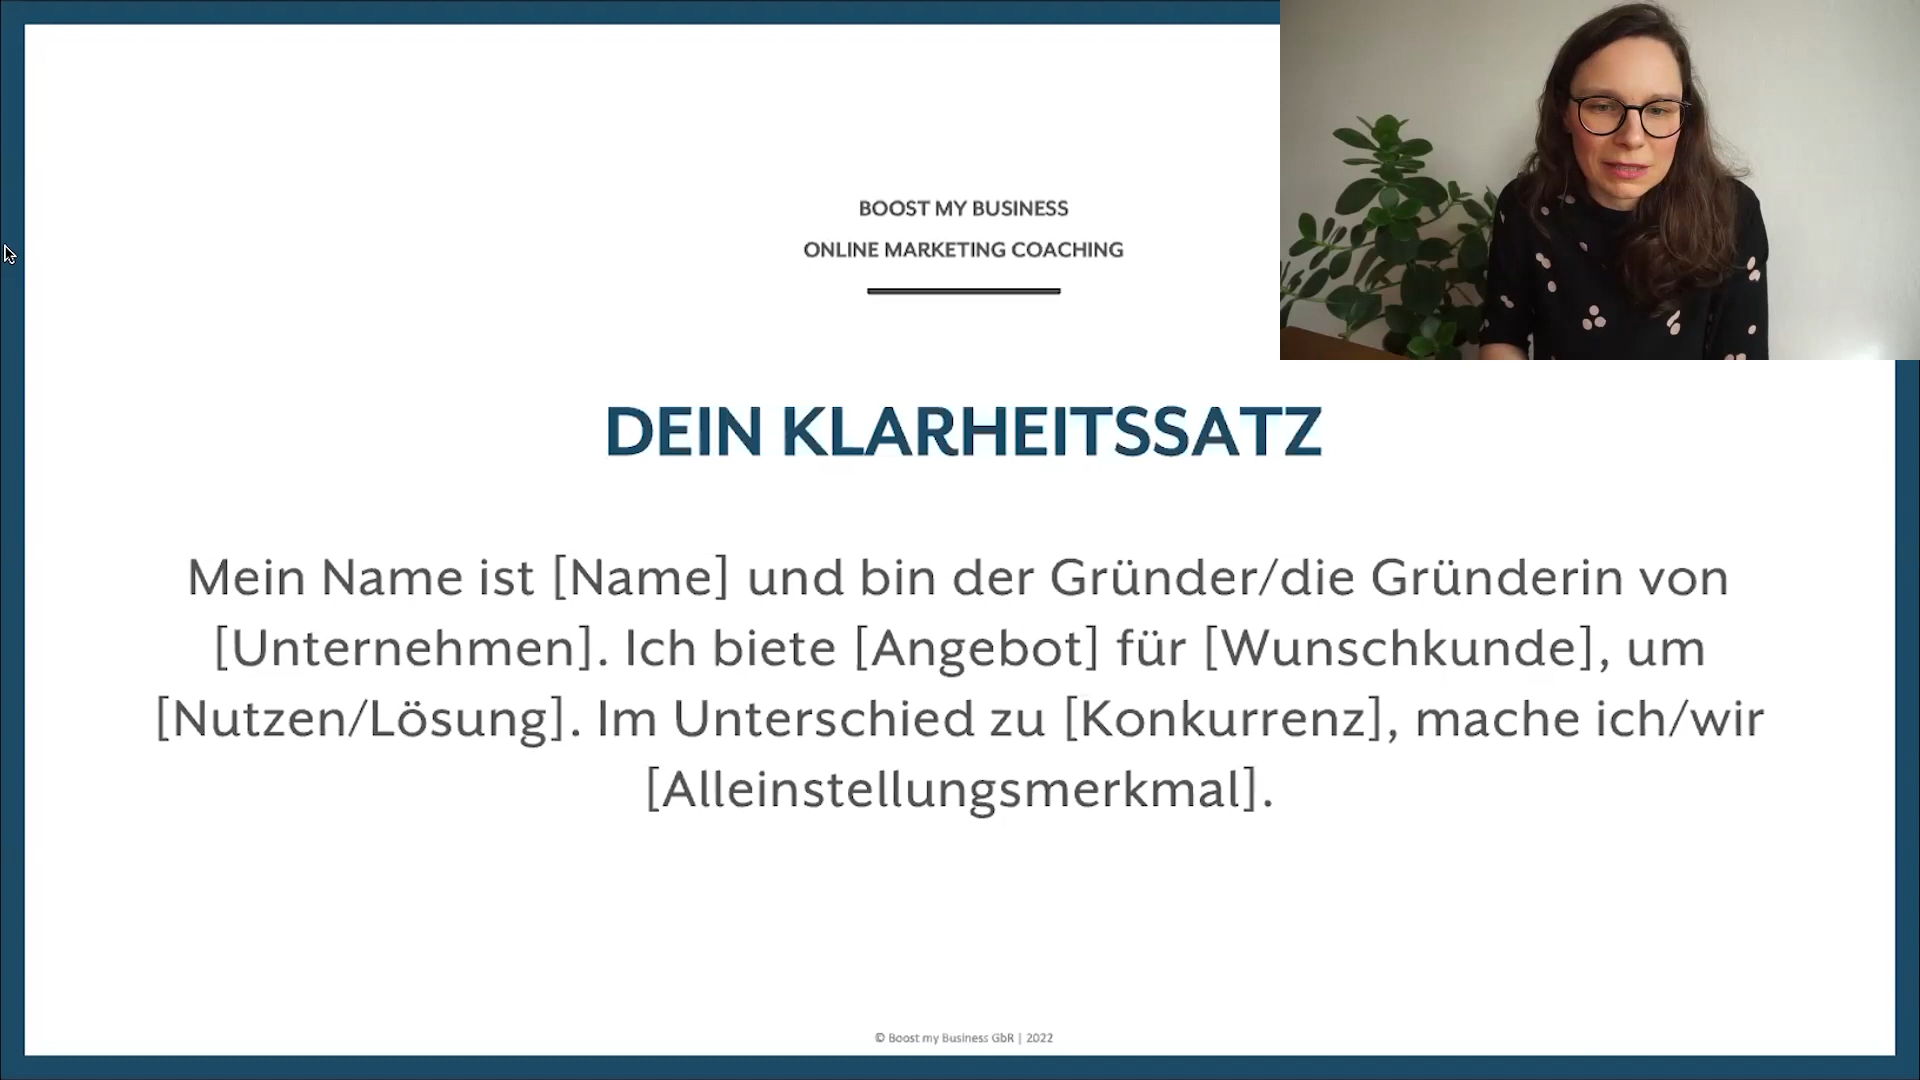 BOOST MY BUSINESS
ONLINE MARKETING COACHING
DEIN KLARHEITSSATZ
Mein Name ist [Name] und bin der Gründer/die Gründerin von
[Unternehmen]. Ich biete [Angebot] für [Wunschkunde], um
[Nutzen/Lösung]. Im Unterschied zu [Konkurrenz], mache ich/wir
[Alleinstellungsmerkmal].
© Boost my Business GbR | 2022